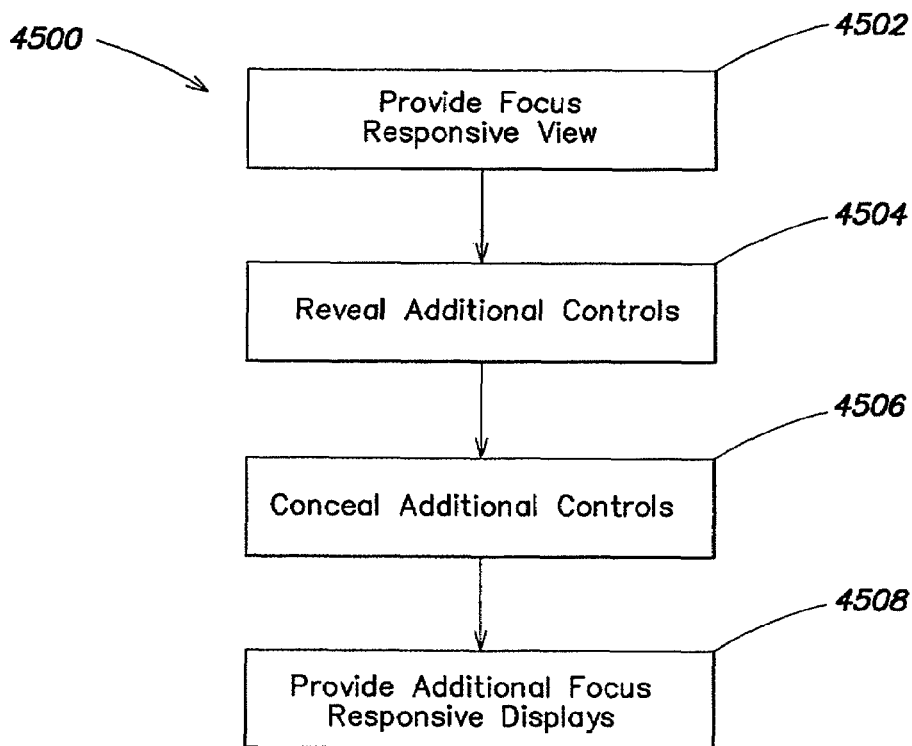 4500
4502
Provide Focus
Responsive View
4504
Reveal Additional Controls
4506
Conceal Additional Controls
4508
Provide Additional Focus
Responsive Displays